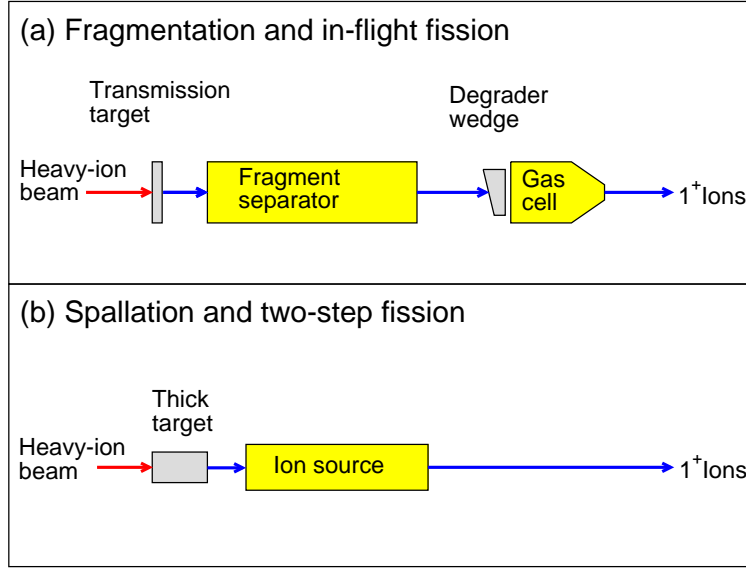 (a) Fragmentation and in-flight fission
Transmission
target
Degrader
wedge
Heavy-ion
beam
Fragment
separator
Gas
cell
1⁺Ions
(b) Spallation and two-step fission
Thick
target
Heavy-ion
beam
Ion source
1⁺Ions